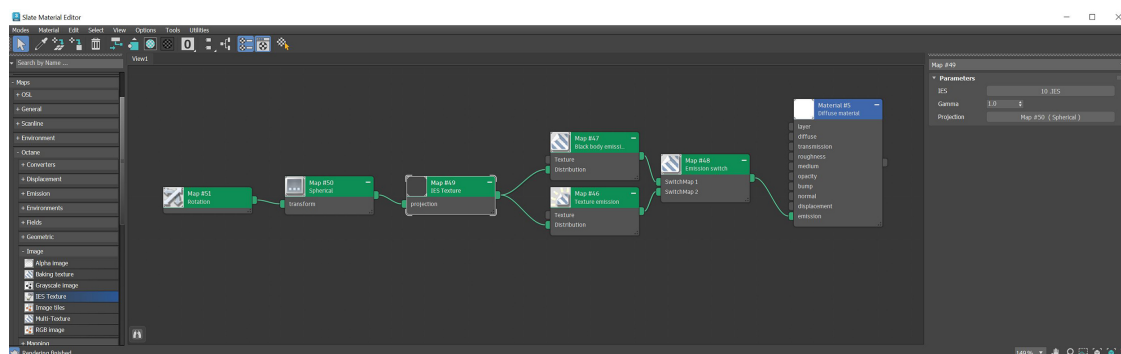 Slate Material Editor
Modes Material Edit Select View Options Tools Utilities
0
Search by Name ...
View1
- Maps
+ OSL
+ General
+ Scanline
+ Environment
- Octane
+ Converters
+ Displacement
+ Emission
+ Environments
+ Fields
+ Geometric
- Image
Alpha image
Baking texture
Grayscale image
IES Texture
Image tiles
Multi-Texture
RGB image
+ Mapping
Rendering finished
Map #51
Rotation
Map #50
Spherical
transform
Map #49
IES Texture
projection
Map #47
Black body emissi...
Texture
Distribution
Map #46
Texture emission
Texture
Distribution
Map #48
Emission switch
SwitchMap 1
SwitchMap 2
Material #5
Diffuse material
layer
diffuse
transmission
roughness
medium
opacity
bump
normal
displacement
emission
Map #49
Parameters
IES 10 .IES
Gamma 1.0
Projection Map #50 ( Spherical )
149%